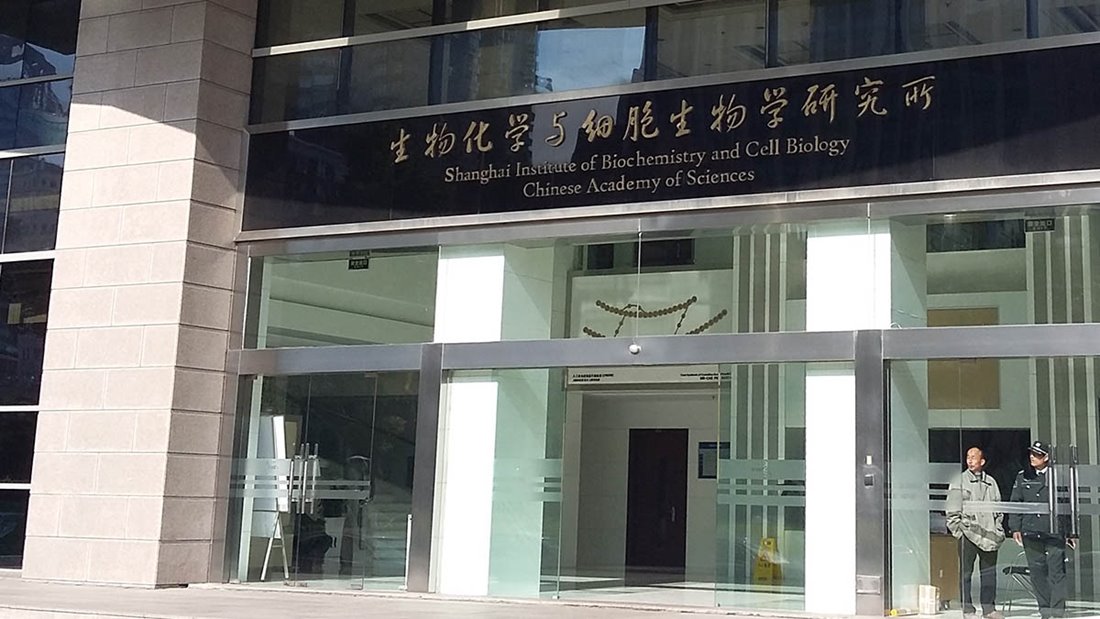 生物化学与细胞生物学研究所
Shanghai Institute of Biochemistry and Cell Biology
Chinese Academy of Sciences